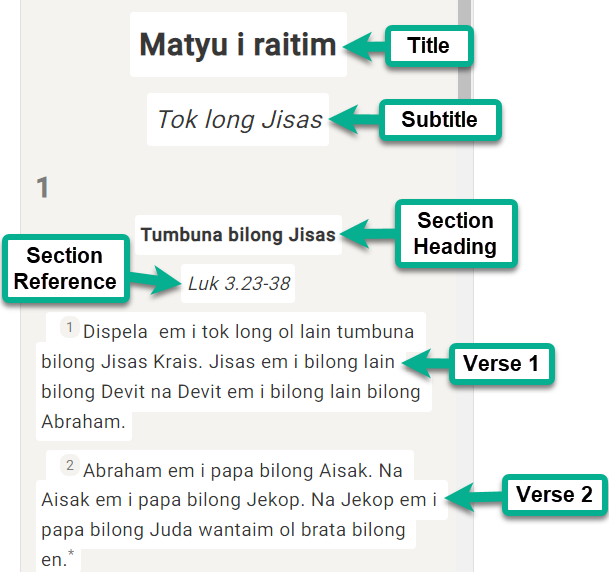 Matyu i raitim
Title
Tok long Jisas
Subtitle
1
Tumbuna bilong Jisas
Section
Heading
Section
Reference
Luk 3.23-38
1 Dispela em i tok long ol lain tumbuna
bilong Jisas Krais. Jisas em i bilong lain
bilong Devit na Devit em i bilong lain bilong
Abraham.
Verse 1
2 Abraham em i papa bilong Aisak. Na
Aisak em i papa bilong Jekop. Na Jekop em i
papa bilong Juda wantaim ol brata bilong
en.*
Verse 2